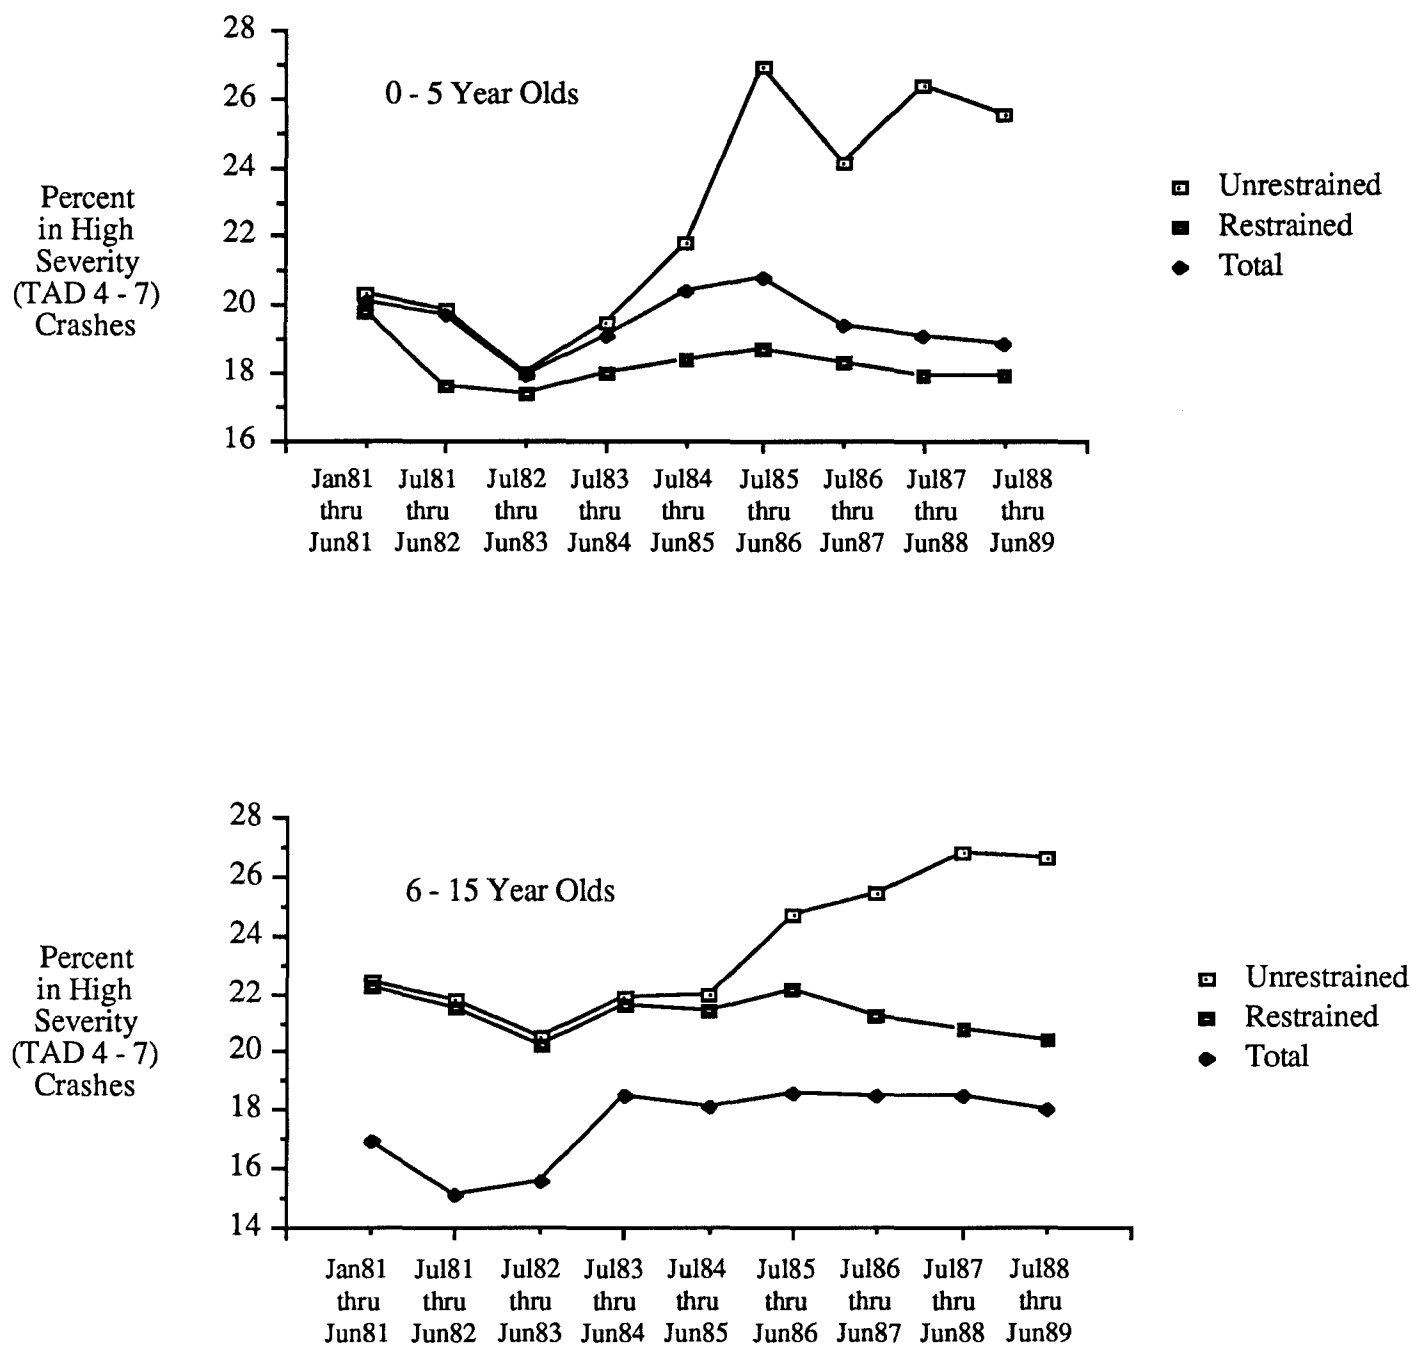 28
26
24
22
20
18
16
0 - 5 Year Olds
Percent
in High
Severity
(TAD 4 - 7)
Crashes
Unrestrained
Restrained
Total
Jan81 Jul81 Jul82 Jul83 Jul84 Jul85 Jul86 Jul87 Jul88
thru thru thru thru thru thru thru thru thru
Jun81 Jun82 Jun83 Jun84 Jun85 Jun86 Jun87 Jun88 Jun89
28
26
24
22
20
18
16
14
6 - 15 Year Olds
Percent
in High
Severity
(TAD 4 - 7)
Crashes
Unrestrained
Restrained
Total
Jan81 Jul81 Jul82 Jul83 Jul84 Jul85 Jul86 Jul87 Jul88
thru thru thru thru thru thru thru thru thru
Jun81 Jun82 Jun83 Jun84 Jun85 Jun86 Jun87 Jun88 Jun89